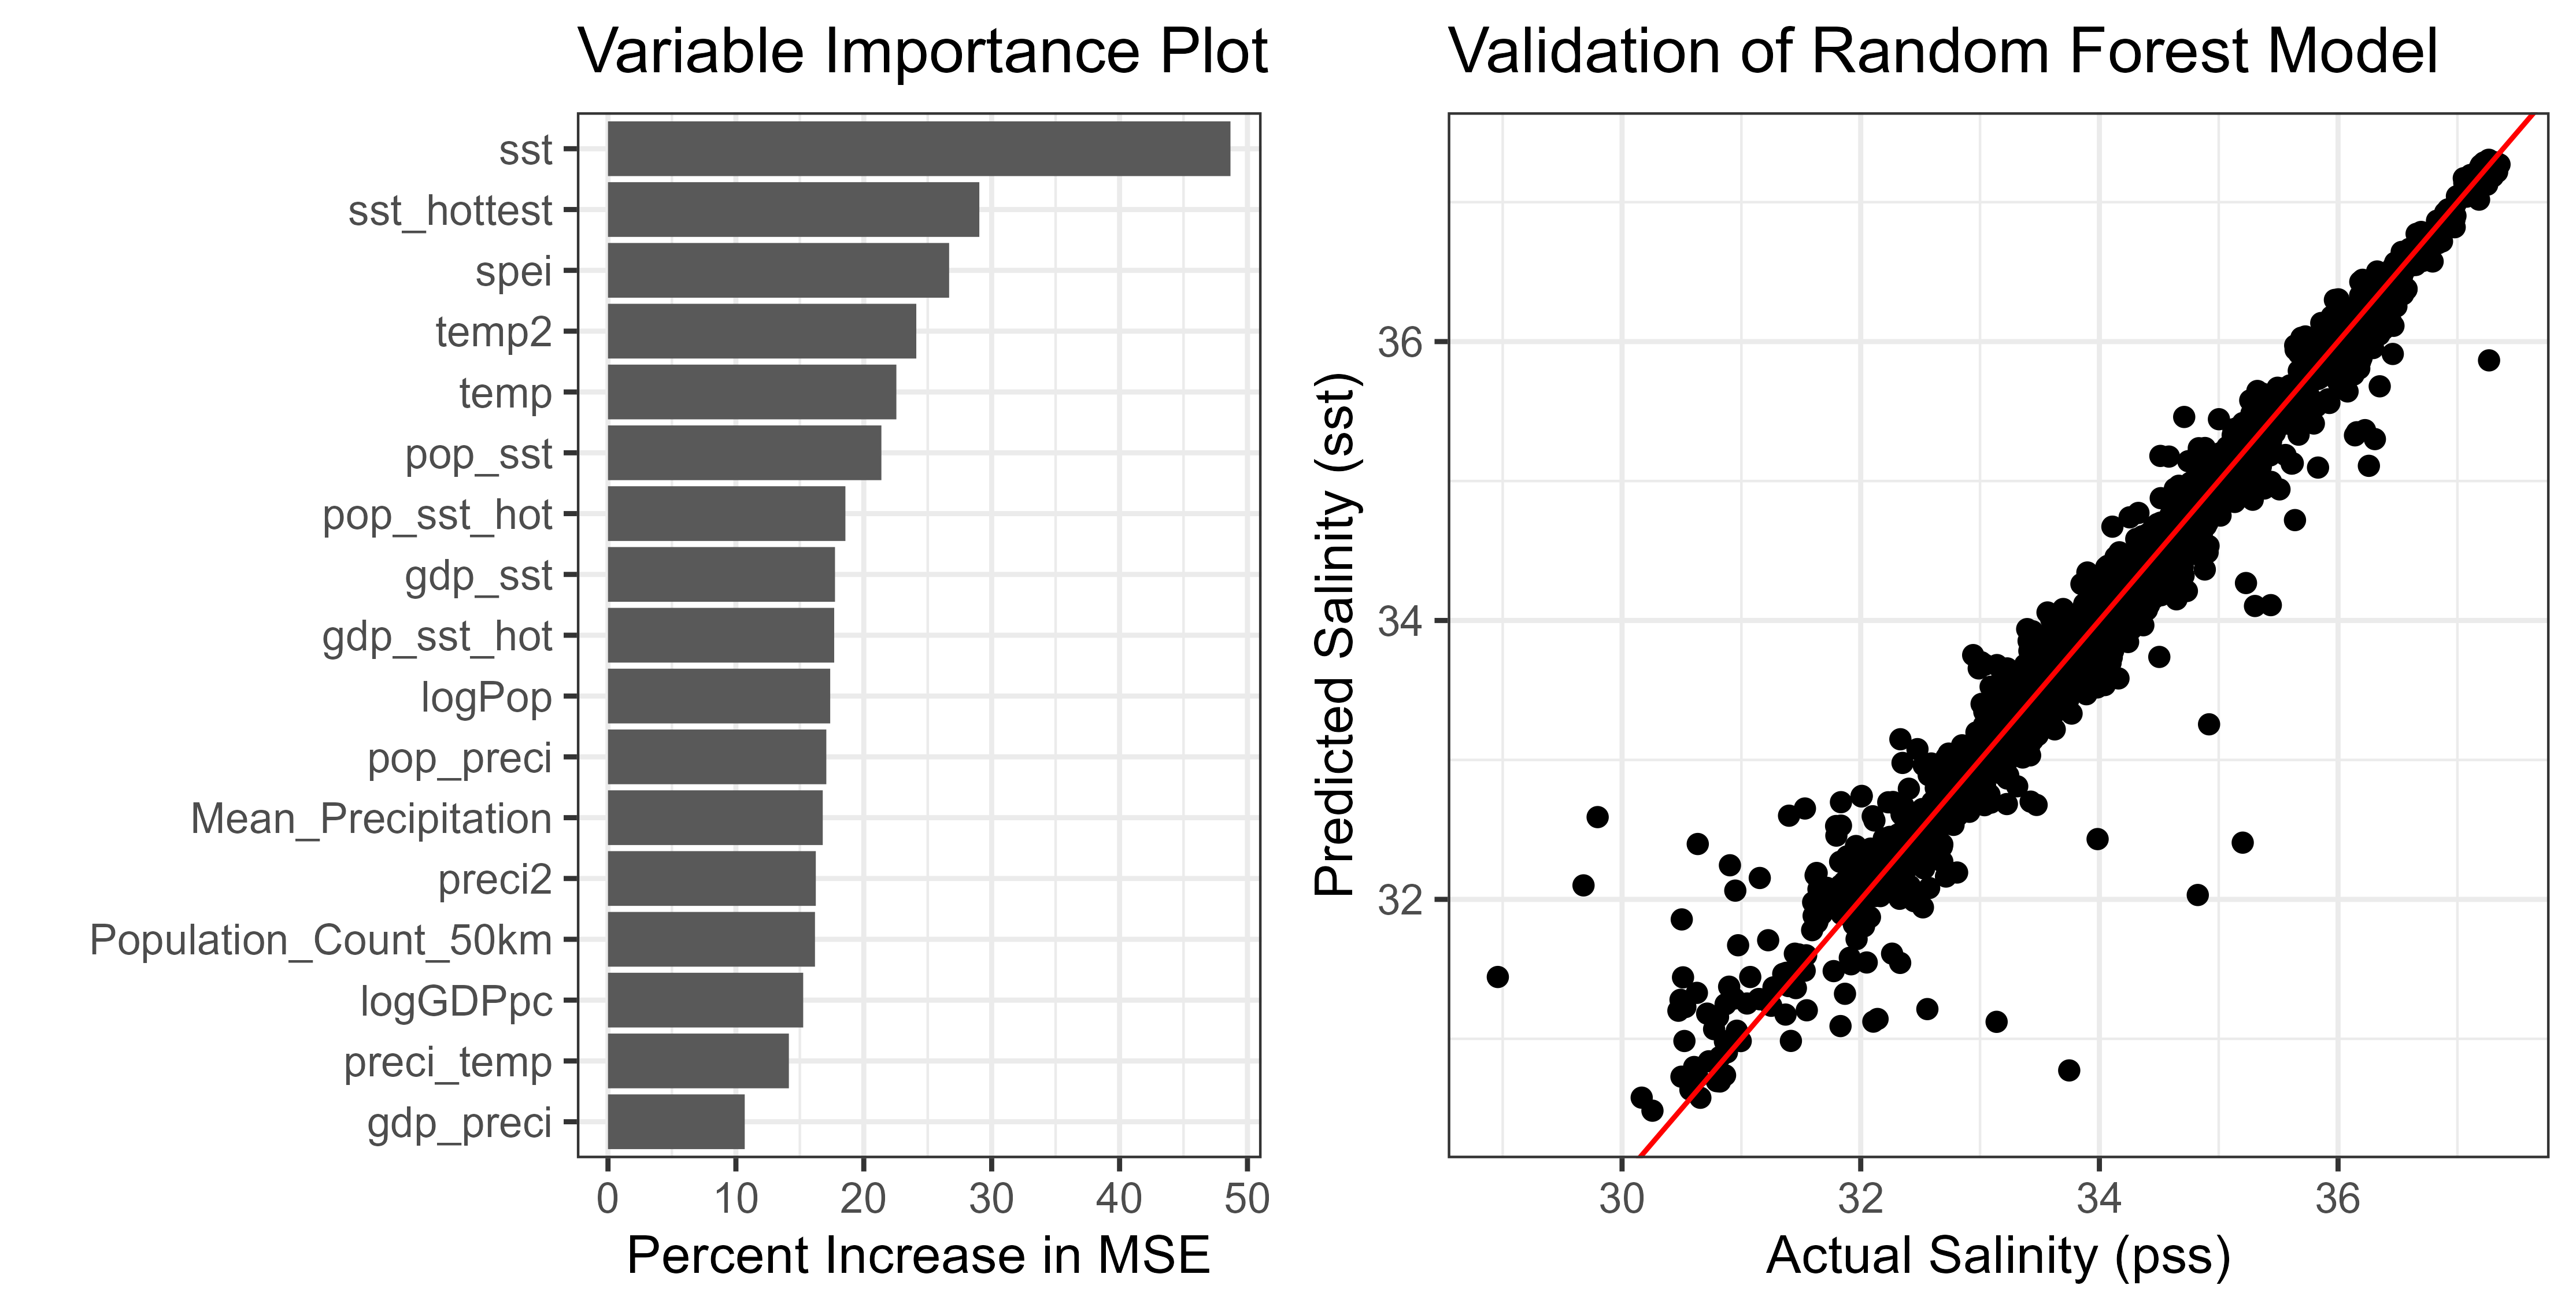 Variable Importance Plot
sst
sst_hottest
spei
temp2
temp
pop_sst
pop_sst_hot
gdp_sst
gdp_sst_hot
logPop
pop_preci
Mean_Precipitation
preci2
Population_Count_50km
logGDPpc
preci_temp
gdp_preci
0 10 20 30 40 50
Percent Increase in MSE
Validation of Random Forest Model
Predicted Salinity (sst)
36
34
32
30 32 34 36
Actual Salinity (pss)